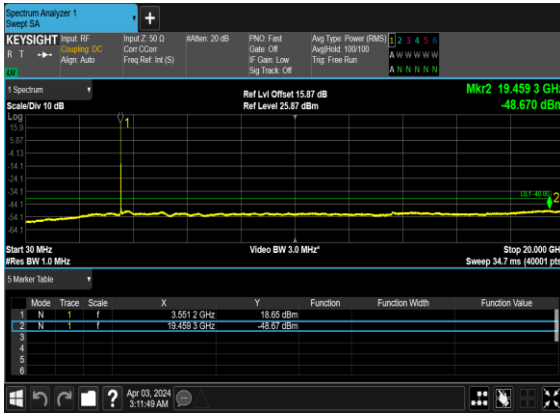 Spectrum Analyzer 1
Swept SA
+
KEYSIGHT Input: RF Input Z: 50 Ω #Atten: 20 dB PNO: Fast Avg Type: Power (RMS) 1 2 3 4 5 6
R T Coupling: DC Corr CCorr Gate: Off Avg|Hold: 100/100 A W W W W W
Align: Auto Freq Ref: Int (S) IF Gain: Low Trig: Free Run
Sig Track: Off A N N N N N
1 Spectrum
Scale/Div 10 dB
Ref Lvl Offset 15.87 dB
Ref Level 25.87 dBm
Mkr2 19.459 3 GHz
-48.670 dBm
Log
15.9
5.87
-4.13
-14.1
-24.1
-34.1
-44.1
-54.1
-64.1
1
2
Start 30 MHz
#Res BW 1.0 MHz
Video BW 3.0 MHz*
Stop 20.000 GH
Sweep 34.7 ms (40001 pts
5 Marker Table
Mode Trace Scale X Y Function Function Width Function Value
1 N 1 f 3.551 2 GHz 18.65 dBm
2 N 1 f 19.459 3 GHz -48.67 dBm
3
4
5
6
? Apr 03, 2024
3:11:49 AM